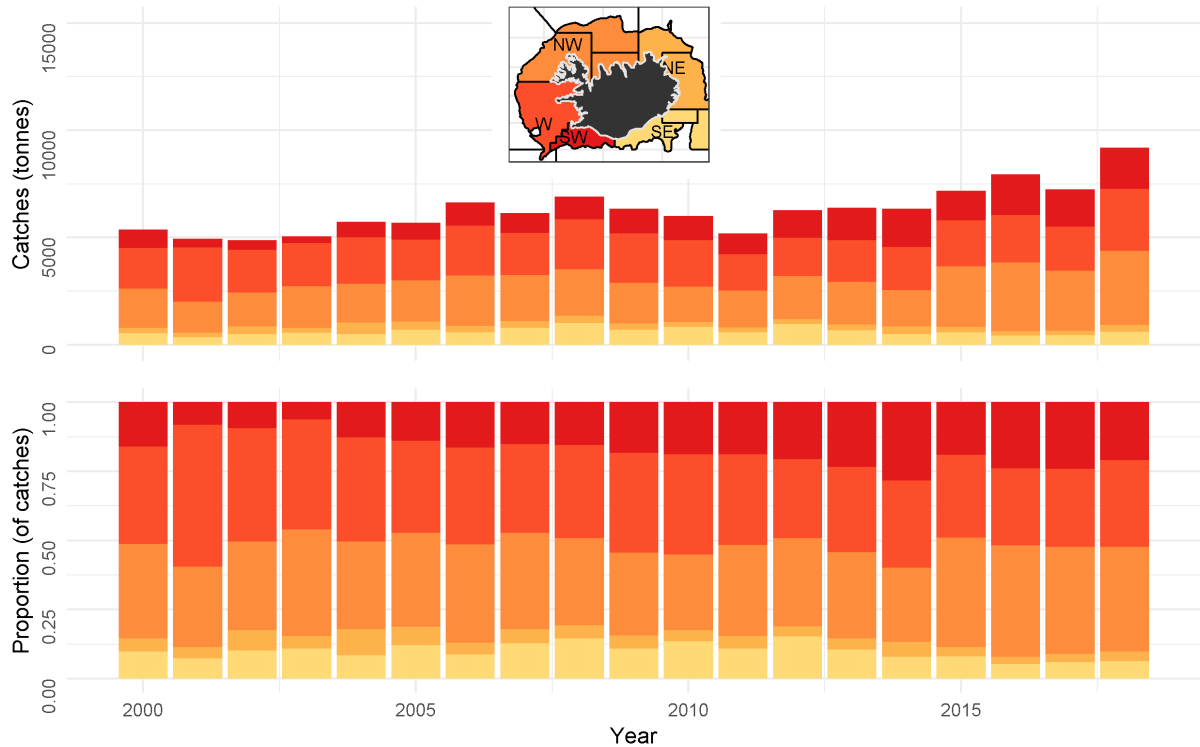 Catches (tonnes)
15000
10000
5000
0
NW
NE
W
SW
SE
Proportion (of catches)
1.00
0.75
0.50
0.25
0.00
2000
2005
2010
2015
Year